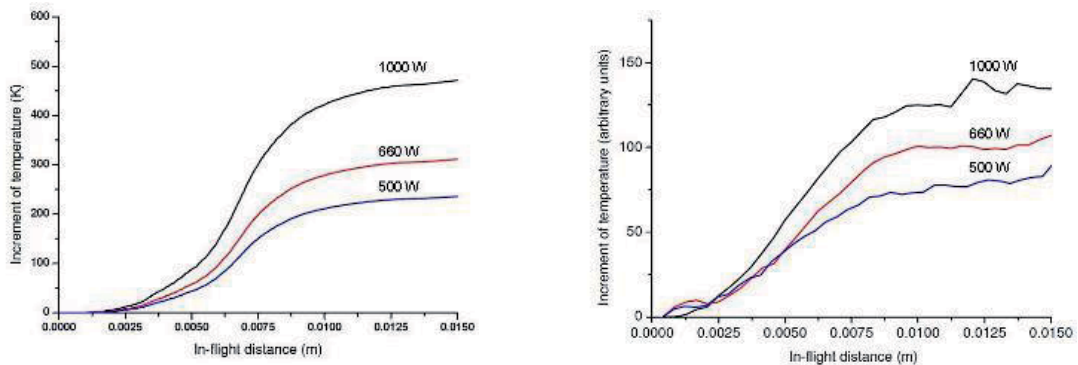 Increment of temperature (K)
600
500
400
300
200
100
0
1000 W
660 W
500 W
0.0000 0.0025 0.0050 0.0075 0.0100 0.0125 0.0150
In-flight distance (m)
Increment of temperature (arbitrary units)
150
100
50
0
1000 W
660 W
500 W
0.0000 0.0025 0.0050 0.0075 0.0100 0.0125 0.0150
In-flight distance (m)